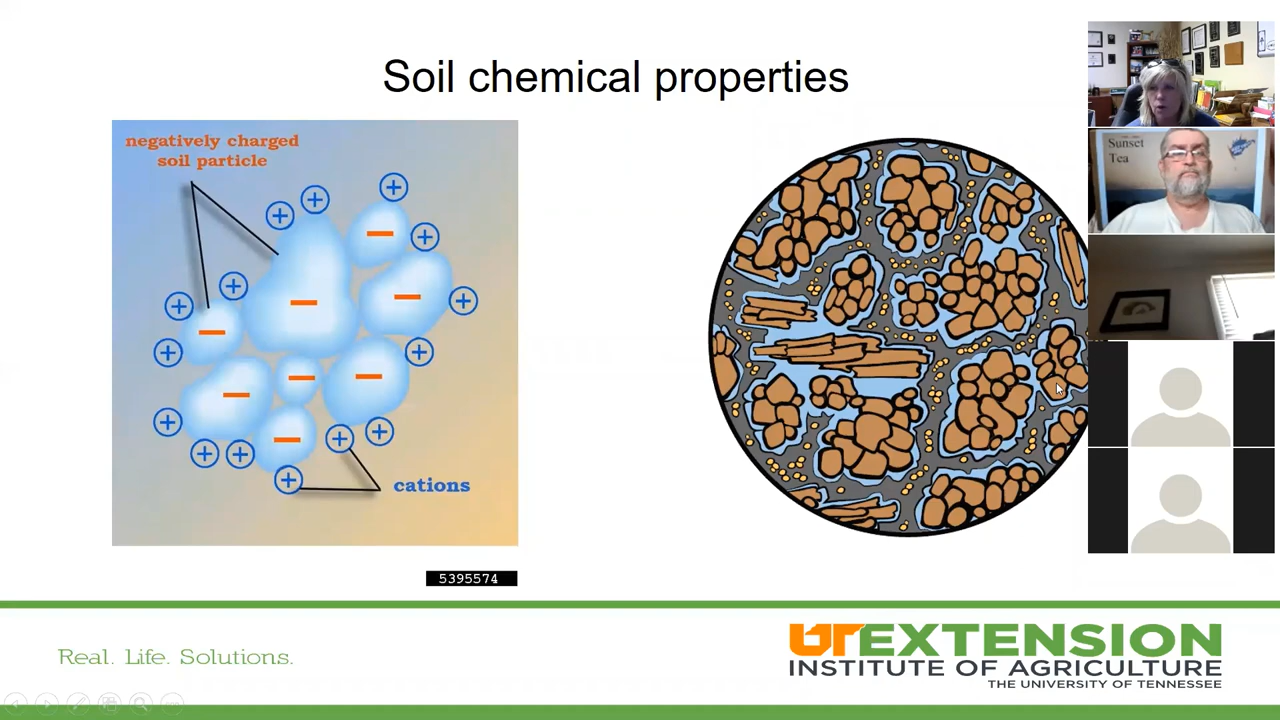 Soil chemical properties
negatively charged
soil particle
cations
5395574
Sunset
Tea
Real. Life. Solutions.
UTEXTENSION
INSTITUTE OF AGRICULTURE
THE UNIVERSITY OF TENNESSEE